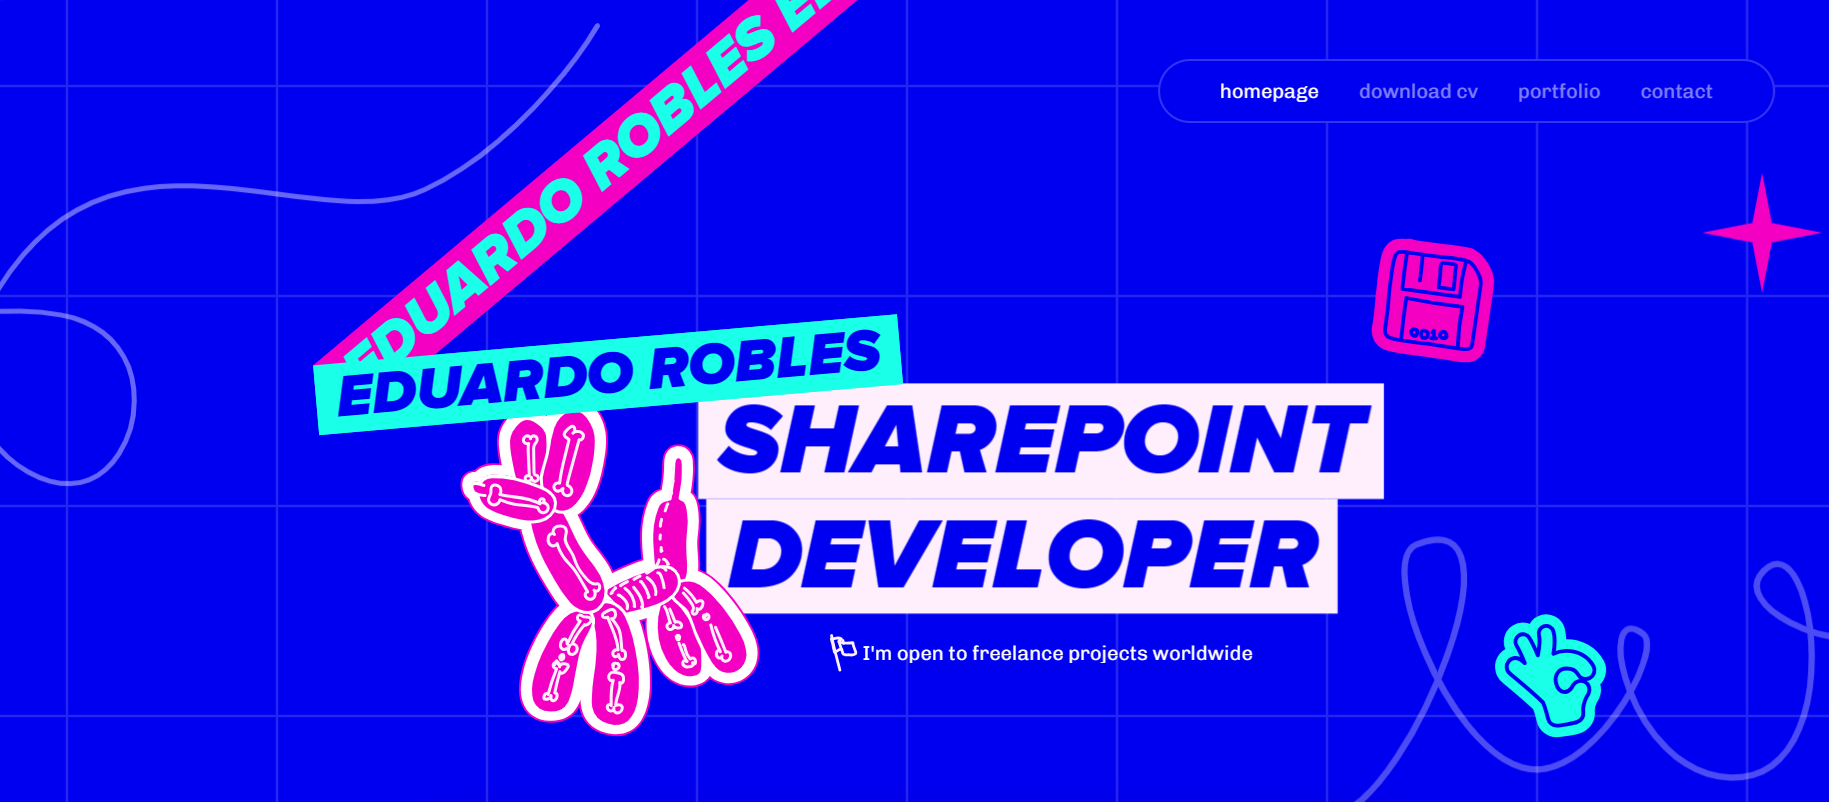 homepage download cv portfolio contact
EDUARDO ROBLES
EDUARDO ROBLES
SHAREPOINT
DEVELOPER
I'm open to freelance projects worldwide
0010